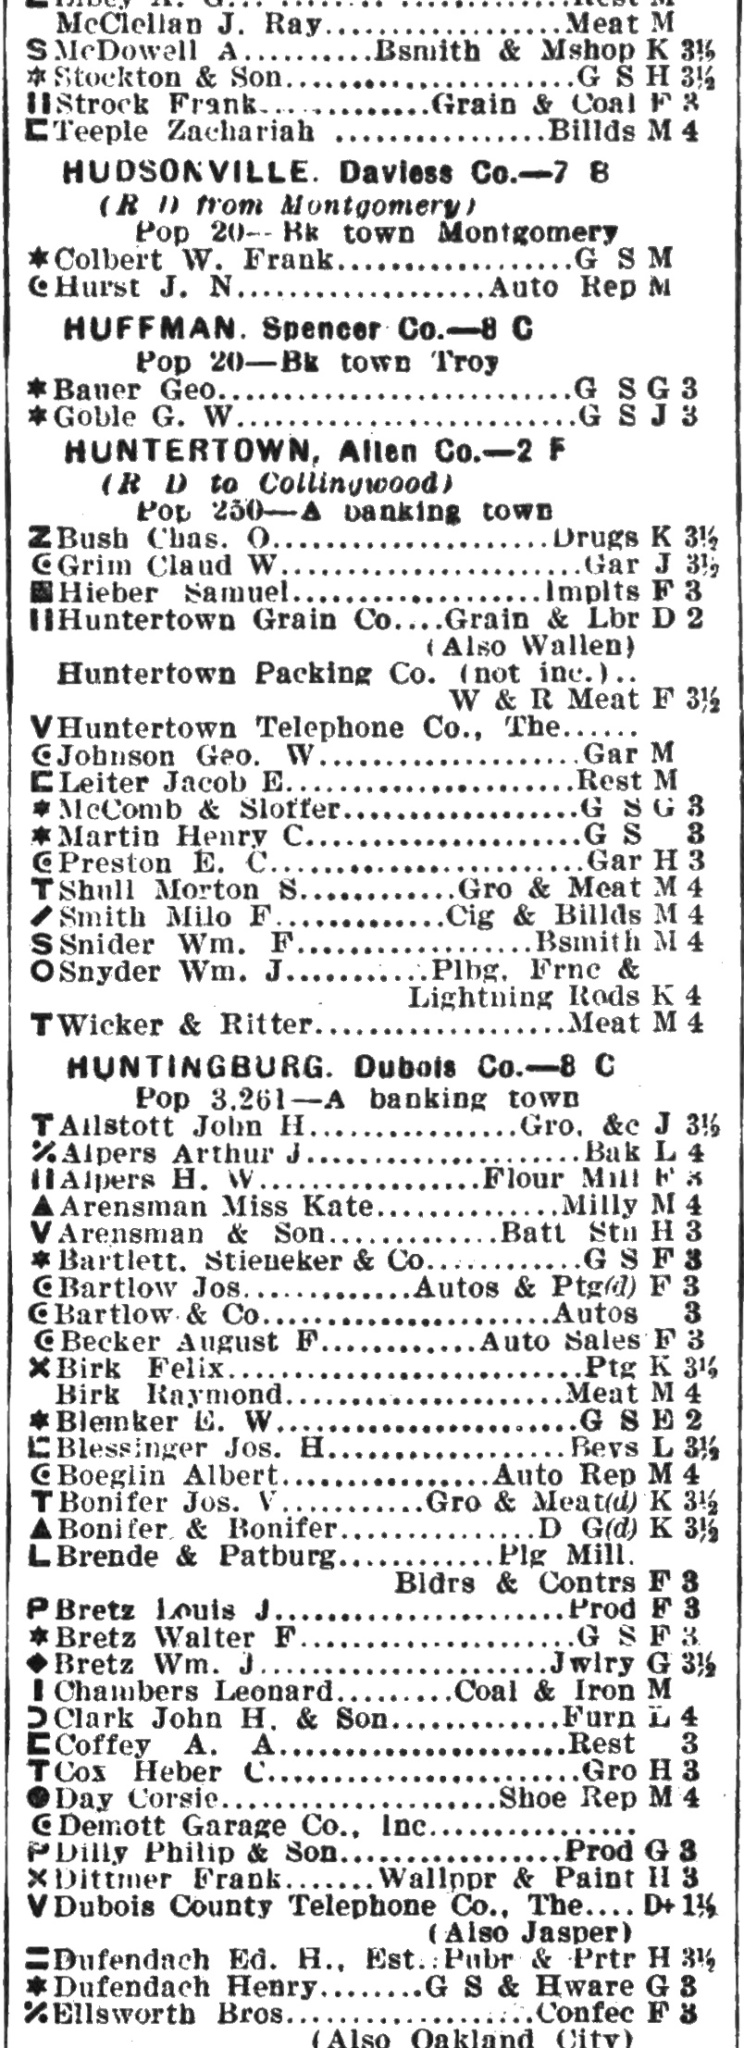 McClellan J. Ray............Meat M
S McDowell A..........Bsmith & Mshop K 3½
* Stockton & Son....................G S H 3½
II Strock Frank............Grain & Coal F 3
⊏ Teeple Zachariah ................Billds M 4
HUDSONVILLE. Daviess Co.—7 B
(R D from Montgomery)
Pop 20--Bk town Montgomery
* Colbert W. Frank.................G S M
C Hurst J. N.................Auto Rep M
HUFFMAN. Spencer Co.—8 C
Pop 20—Bk town Troy
* Bauer Geo.......................G S G 3
* Goble G. W.......................G S J 3
HUNTERTOWN, Allen Co.—2 F
(R D to Collingwood)
Pop 250—A banking town
Z Bush Chas. O....................Drugs K 3½
C Grim Claud W......................Gar J 3½
■ Hieber Samuel..................Implts F 3
II Huntertown Grain Co....Grain & Lbr D 2
(Also Wallen)
Huntertown Packing Co. (not inc.)..
W & R Meat F 3½
V Huntertown Telephone Co., The......
C Johnson Geo. W..................Gar M
⊏ Leiter Jacob E....................Rest M
* McComb & Sloffer................G S G 3
* Martin Henry C...................G S 3
C Preston E. C......................Gar H 3
T Shull Morton S...........Gro & Meat M 4
/ Smith Milo F............Cig & Billds M 4
S Snider Wm. F.................Bsmith M 4
O Snyder Wm. J..........Plbg, Frnc &
Lightning Rods K 4
T Wicker & Ritter.................Meat M 4
HUNTINGBURG. Dubois Co.—8 C
Pop 3,261—A banking town
T Ailstott John H...............Gro, &c J 3½
٪ Alpers Arthur J...................Bak L 4
II Alpers H. W...............Flour Mill F 3
▲ Arensman Miss Kate.............Milly M 4
V Arensman & Son............Batt Stn H 3
* Bartlett, Stieneker & Co...........G S F 3
C Bartlow Jos............Autos & Ptg(d) F 3
C Bartlow & Co....................Autos 3
C Becker August F...........Auto Sales F 3
X Birk Felix........................Ptg K 3½
Birk Raymond...................Meat M 4
* Blemker E. W.....................G S E 2
⊏ Blessinger Jos. H.................Bevs L 3½
C Boeglin Albert...............Auto Rep M 4
T Bonifer Jos. V..........Gro & Meat(d) K 3½
▲ Bonifer & Bonifer..............D G(d) K 3½
L Brende & Patburg...........Plg Mill.
Bldrs & Contrs F 3
P Bretz Louis J....................Prod F 3
* Bretz Walter F...................G S F 3
◆ Bretz Wm. J....................Jwlry G 3½
I Chambers Leonard.........Coal & Iron M
Ɔ Clark John H. & Son............Furn L 4
⊏ Coffey A. A.....................Rest 3
T Cox Heber C......................Gro H 3
● Day Corsie....................Shoe Rep M 4
C Demott Garage Co., Inc................
P Dilly Philip & Son...............Prod G 3
X Dittmer Frank.......Wallppr & Paint H 3
V Dubois County Telephone Co., The.... D+ 1½
(Also Jasper)
= Dufendach Ed. H., Est..Pubr & Prtr H 3½
* Dufendach Henry........G S & Hware G 3
٪ Ellsworth Bros..................Confec F 3
(Also Oakland City)